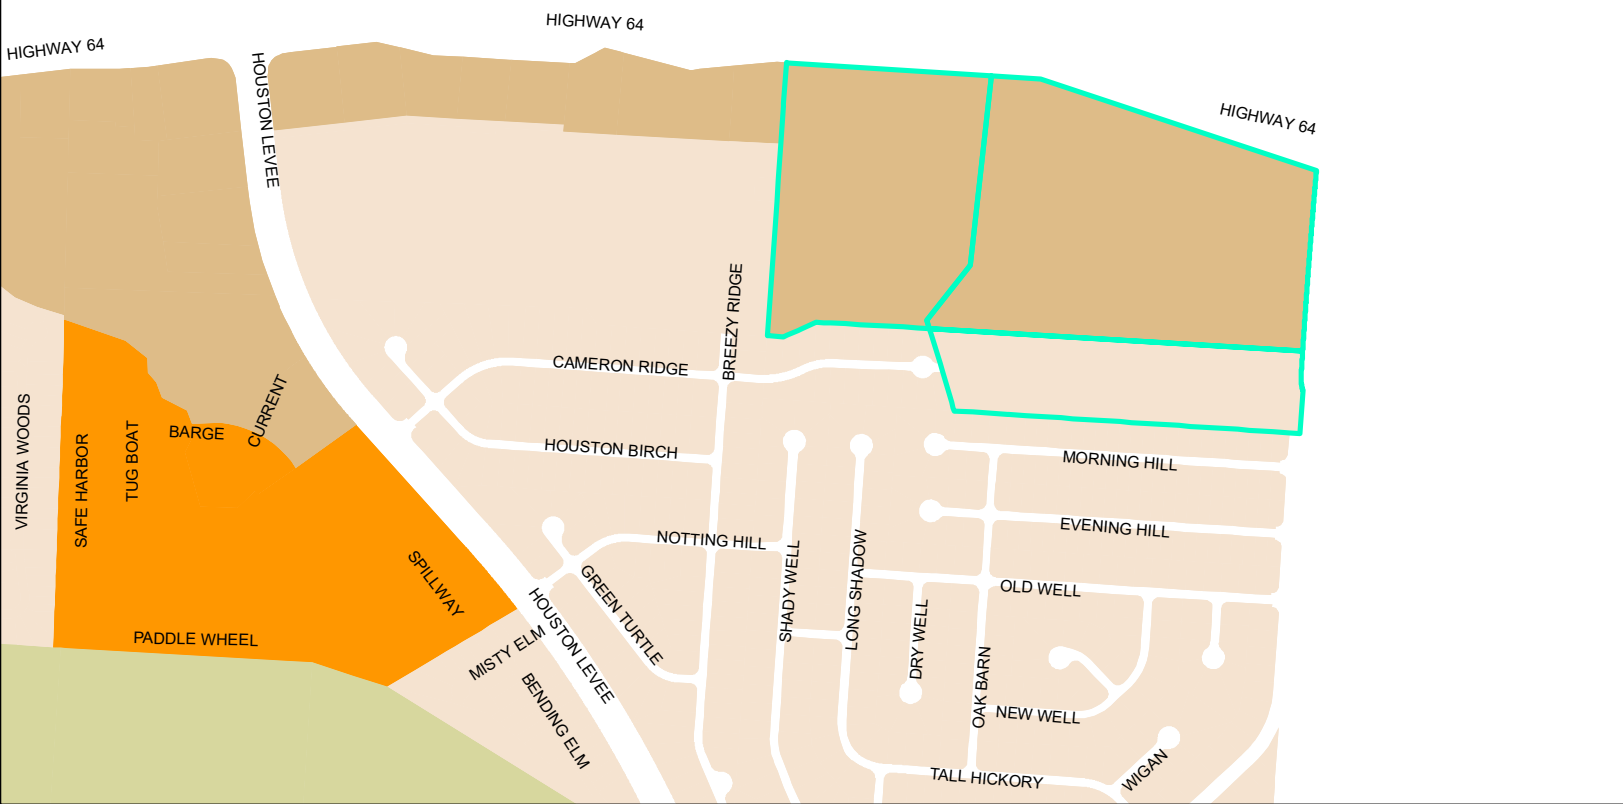 HIGHWAY 64
HIGHWAY 64
HIGHWAY 64
HOUSTON LEVEE
BREEZY RIDGE
CAMERON RIDGE
CURRENT
BARGE
HOUSTON BIRCH
VIRGINIA WOODS
SAFE HARBOR
TUG BOAT
MORNING HILL
EVENING HILL
NOTTING HILL
SPILLWAY
GREEN TURTLE
SHADY WELL
LONG SHADOW
OLD WELL
DRY WELL
PADDLE WHEEL
MISTY ELM
HOUSTON LEVEE
BENDING ELM
OAK BARN
NEW WELL
TALL HICKORY
WIGAN